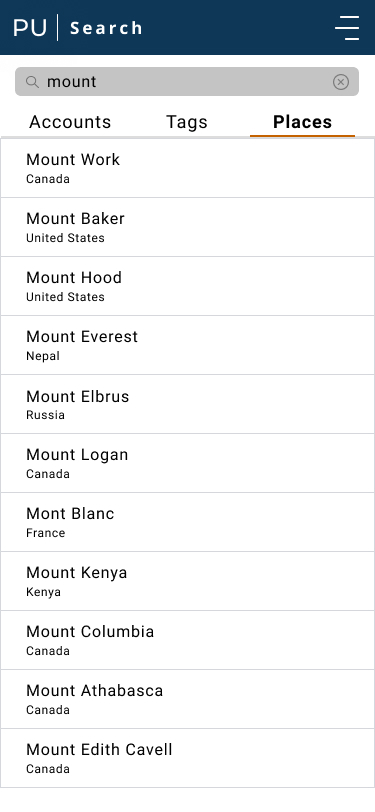 PU Search
mount
Accounts Tags Places
Mount Work
Canada
Mount Baker
United States
Mount Hood
United States
Mount Everest
Nepal
Mount Elbrus
Russia
Mount Logan
Canada
Mont Blanc
France
Mount Kenya
Kenya
Mount Columbia
Canada
Mount Athabasca
Canada
Mount Edith Cavell
Canada